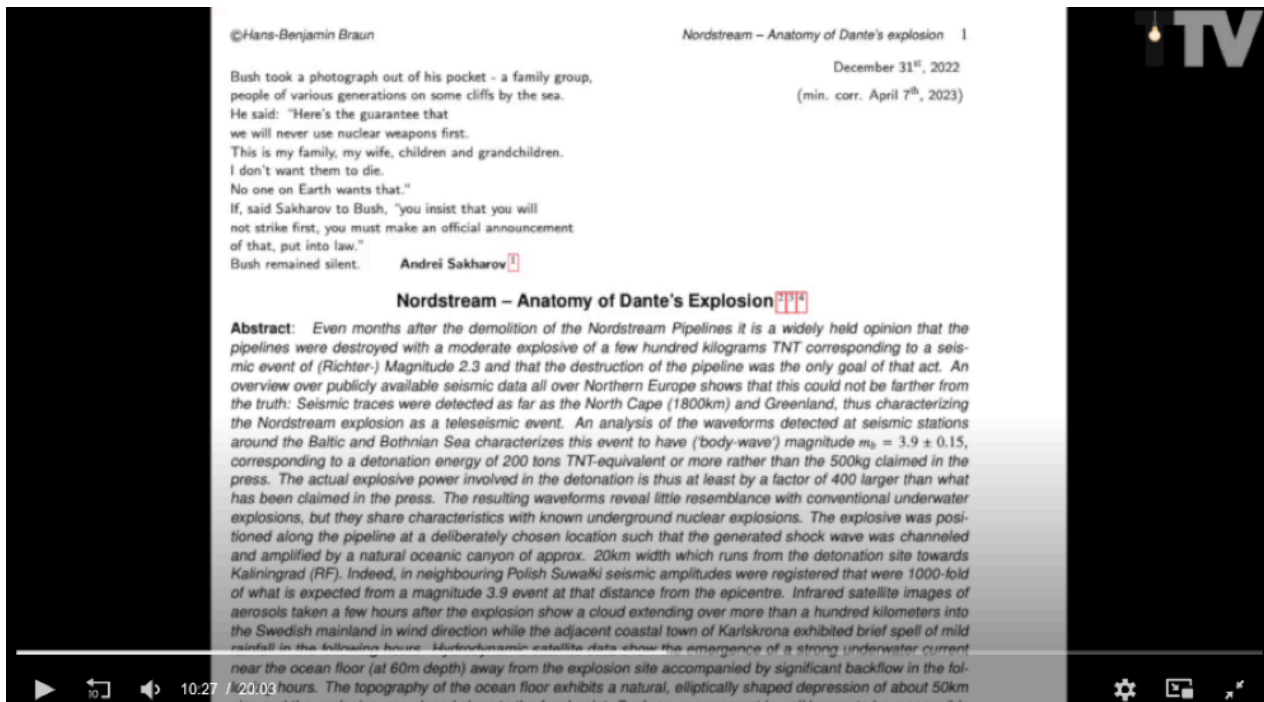 ©Hans-Benjamin Braun
Nordstream – Anatomy of Dante's explosion 1
TV
December 31st, 2022
(min. corr. April 7th, 2023)
Bush took a photograph out of his pocket - a family group,
people of various generations on some cliffs by the sea.
He said: "Here's the guarantee that
we will never use nuclear weapons first.
This is my family, my wife, children and grandchildren.
I don't want them to die.
No one on Earth wants that."
If, said Sakharov to Bush, "you insist that you will
not strike first, you must make an official announcement
of that, put into law."
Bush remained silent. Andrei Sakharov 1
Nordstream – Anatomy of Dante's Explosion 2 3 4
Abstract: Even months after the demolition of the Nordstream Pipelines it is a widely held opinion that the
pipelines were destroyed with a moderate explosive of a few hundred kilograms TNT corresponding to a seis-
mic event of (Richter-) Magnitude 2.3 and that the destruction of the pipeline was the only goal of that act. An
overview over publicly available seismic data all over Northern Europe shows that this could not be farther from
the truth: Seismic traces were detected as far as the North Cape (1800km) and Greenland, thus characterizing
the Nordstream explosion as a teleseismic event. An analysis of the waveforms detected at seismic stations
around the Baltic and Bothnian Sea characterizes this event to have ('body-wave') magnitude m_b = 3.9 ± 0.15,
corresponding to a detonation energy of 200 tons TNT-equivalent or more rather than the 500kg claimed in the
press. The actual explosive power involved in the detonation is thus at least by a factor of 400 larger than what
has been claimed in the press. The resulting waveforms reveal little resemblance with conventional underwater
explosions, but they share characteristics with known underground nuclear explosions. The explosive was posi-
tioned along the pipeline at a deliberately chosen location such that the generated shock wave was channeled
and amplified by a natural oceanic canyon of approx. 20km width which runs from the detonation site towards
Kaliningrad (RF). Indeed, in neighbouring Polish Suwałki seismic amplitudes were registered that were 1000-fold
of what is expected from a magnitude 3.9 event at that distance from the epicentre. Infrared satellite images of
aerosols taken a few hours after the explosion show a cloud extending over more than a hundred kilometers into
the Swedish mainland in wind direction while the adjacent coastal town of Karlskrona exhibited brief spell of mild
rainfall in the following hours. Hydrodynamic satellite data show the emergence of a strong underwater current
near the ocean floor (at 60m depth) away from the explosion site accompanied by significant backflow in the fol-
hours. The topography of the ocean floor exhibits a natural, elliptically shaped depression of about 50km
10
10:27 / 20:03